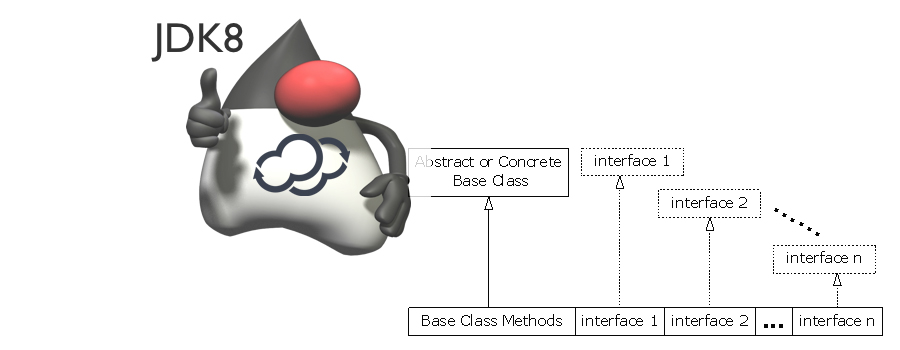 JDK8
Abstract or Concrete
Base Class
interface 1
interface 2
interface n
Base Class Methods
interface 1
interface 2
...
interface n